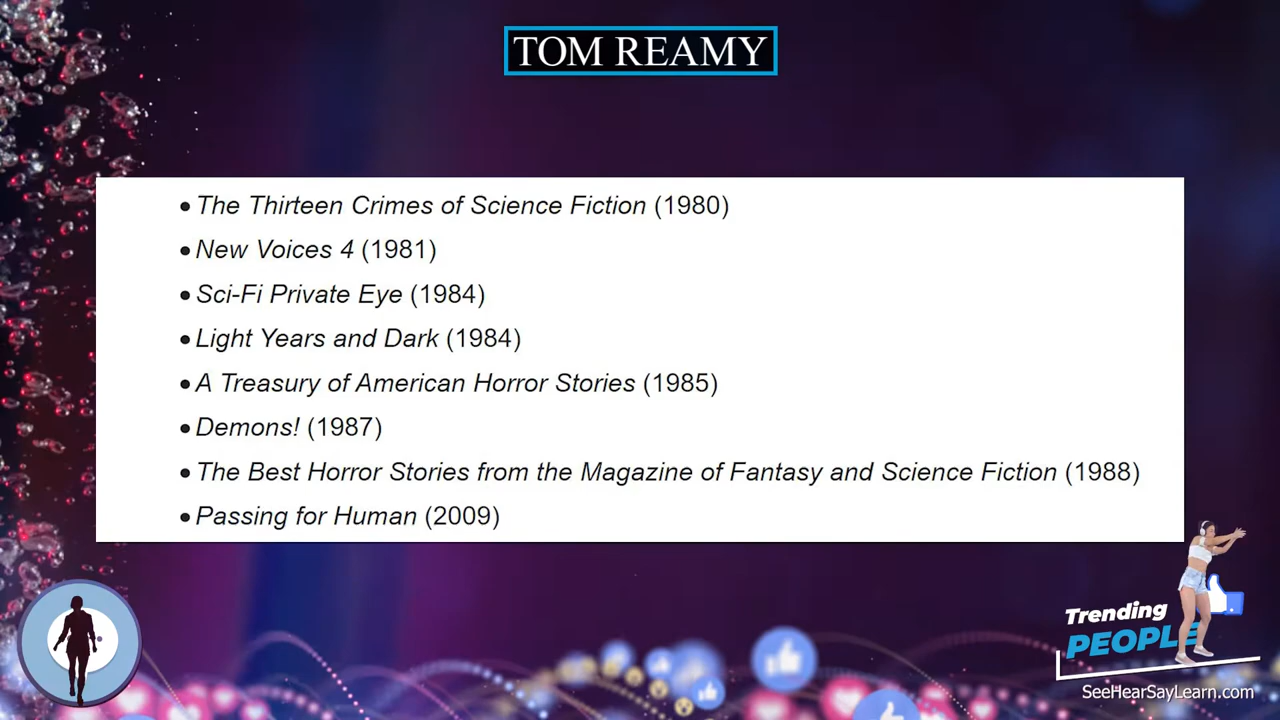 TOM REAMY
• The Thirteen Crimes of Science Fiction (1980)
• New Voices 4 (1981)
• Sci-Fi Private Eye (1984)
• Light Years and Dark (1984)
• A Treasury of American Horror Stories (1985)
• Demons! (1987)
• The Best Horror Stories from the Magazine of Fantasy and Science Fiction (1988)
• Passing for Human (2009)
Trending
PEOPLE
SeeHearSayLearn.com